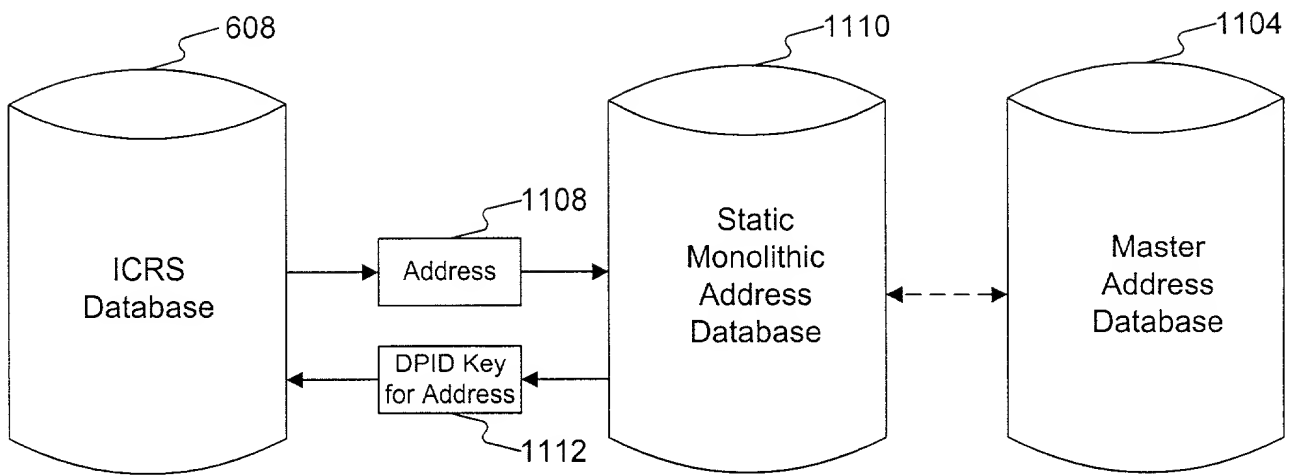 608
1110
1104
1108
ICRS
Database
Address
Static
Monolithic
Address
Database
Master
Address
Database
DPID Key
for Address
1112